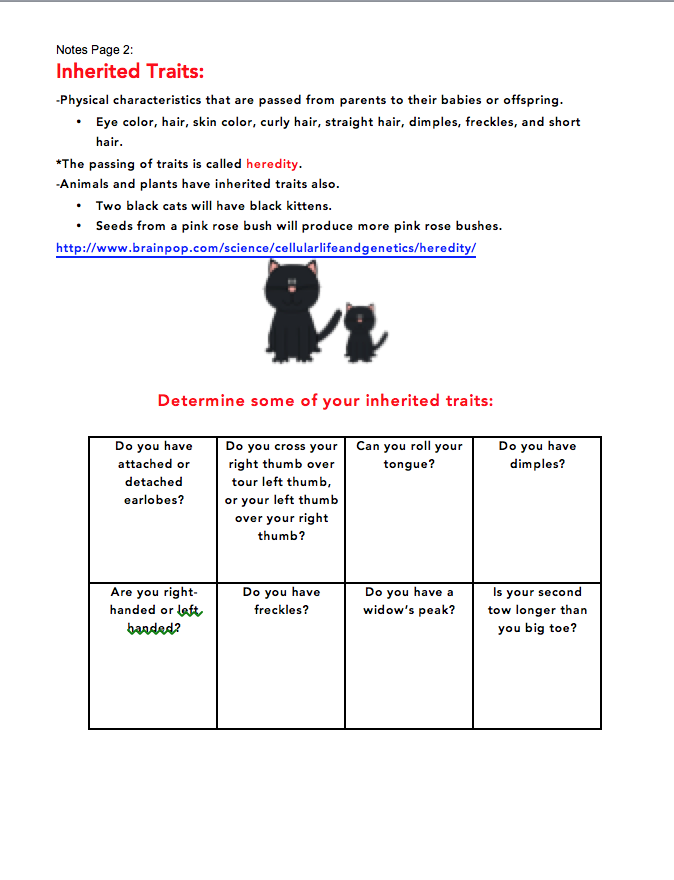 Notes Page 2:
Inherited Traits:
-Physical characteristics that are passed from parents to their babies or offspring.
• Eye color, hair, skin color, curly hair, straight hair, dimples, freckles, and short
hair.
*The passing of traits is called heredity.
-Animals and plants have inherited traits also.
• Two black cats will have black kittens.
• Seeds from a pink rose bush will produce more pink rose bushes.
http://www.brainpop.com/science/cellularlifeandgenetics/heredity/
Determine some of your inherited traits:
Do you have
attached or
detached
earlobes?
Do you cross your
right thumb over
tour left thumb,
or your left thumb
over your right
thumb?
Can you roll your
tongue?
Do you have
dimples?
Are you right-
handed or left
handed?
Do you have
freckles?
Do you have a
widow's peak?
Is your second
tow longer than
you big toe?